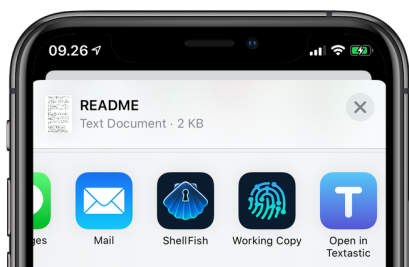 09.26
README
Text Document · 2 KB
ges
Mail
ShellFish
Working Copy
Open in
Textastic
T